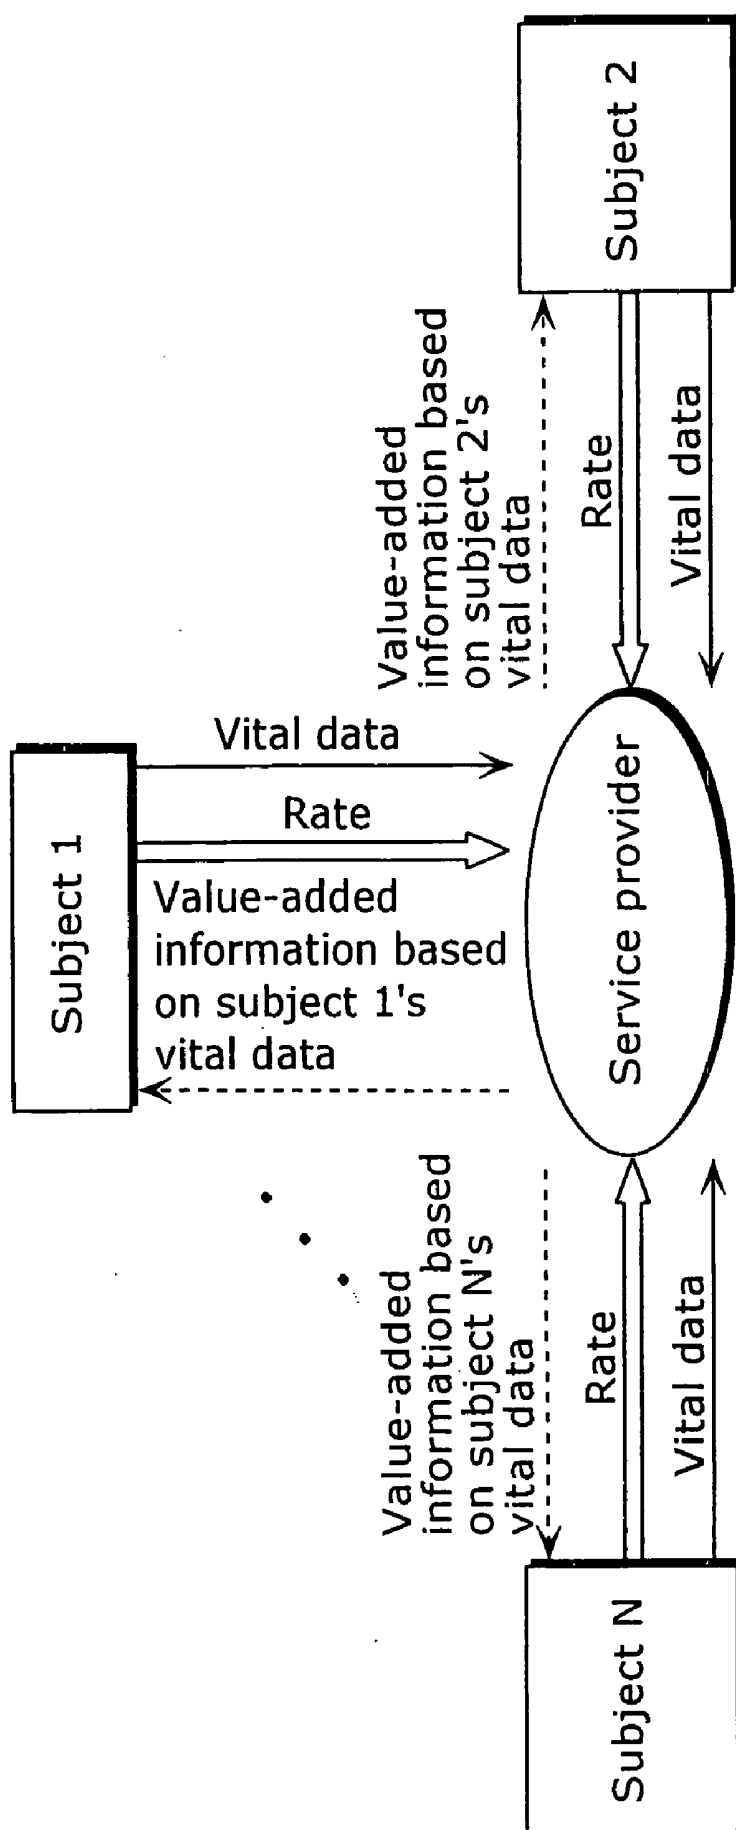 Subject 1
Vital data
Rate
Value-added
information based
on subject 1's
vital data
Subject 2
Value-added
information based
on subject 2's
vital data
Rate
Vital data
Service provider
Value-added
information based
on subject N's
vital data
Rate
Vital data
Subject N